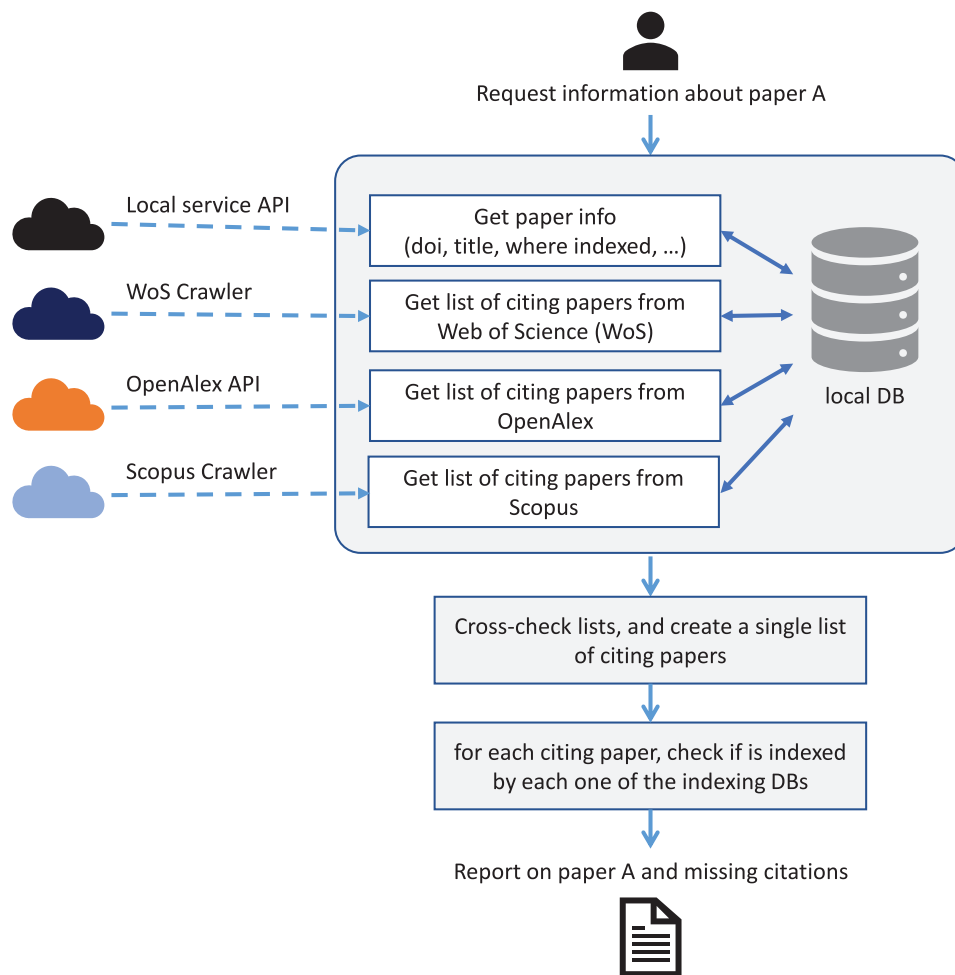 Request information about paper A
Local service API
Get paper info
(doi, title, where indexed, ...)
WoS Crawler
Get list of citing papers from
Web of Science (WoS)
OpenAlex API
Get list of citing papers from
OpenAlex
local DB
Scopus Crawler
Get list of citing papers from
Scopus
Cross-check lists, and create a single list
of citing papers
for each citing paper, check if is indexed
by each one of the indexing DBs
Report on paper A and missing citations